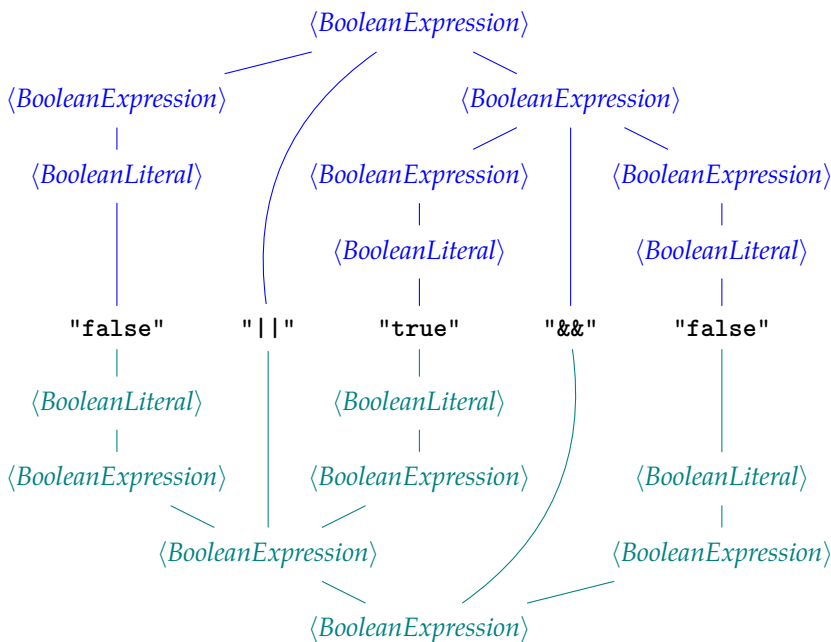 ⟨BooleanExpression⟩
⟨BooleanExpression⟩ ⟨BooleanExpression⟩
⟨BooleanLiteral⟩ ⟨BooleanExpression⟩ ⟨BooleanExpression⟩
⟨BooleanLiteral⟩ ⟨BooleanLiteral⟩
"false" "||" "true" "&&" "false"
⟨BooleanLiteral⟩ ⟨BooleanLiteral⟩
⟨BooleanExpression⟩ ⟨BooleanExpression⟩ ⟨BooleanLiteral⟩
⟨BooleanExpression⟩ ⟨BooleanExpression⟩
⟨BooleanExpression⟩